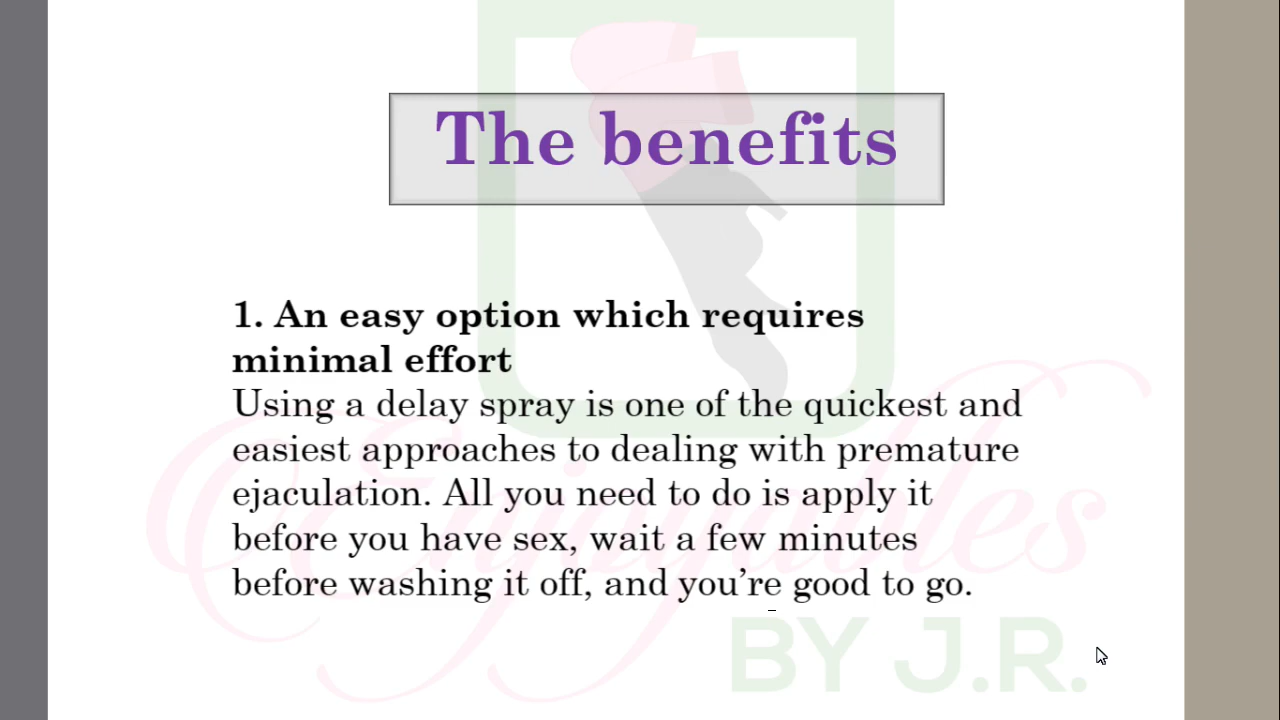 The benefits
1. An easy option which requires
minimal effort
Using a delay spray is one of the quickest and
easiest approaches to dealing with premature
ejaculation. All you need to do is apply it
before you have sex, wait a few minutes
before washing it off, and you’re good to go.
Enjoyables
BY J.R.